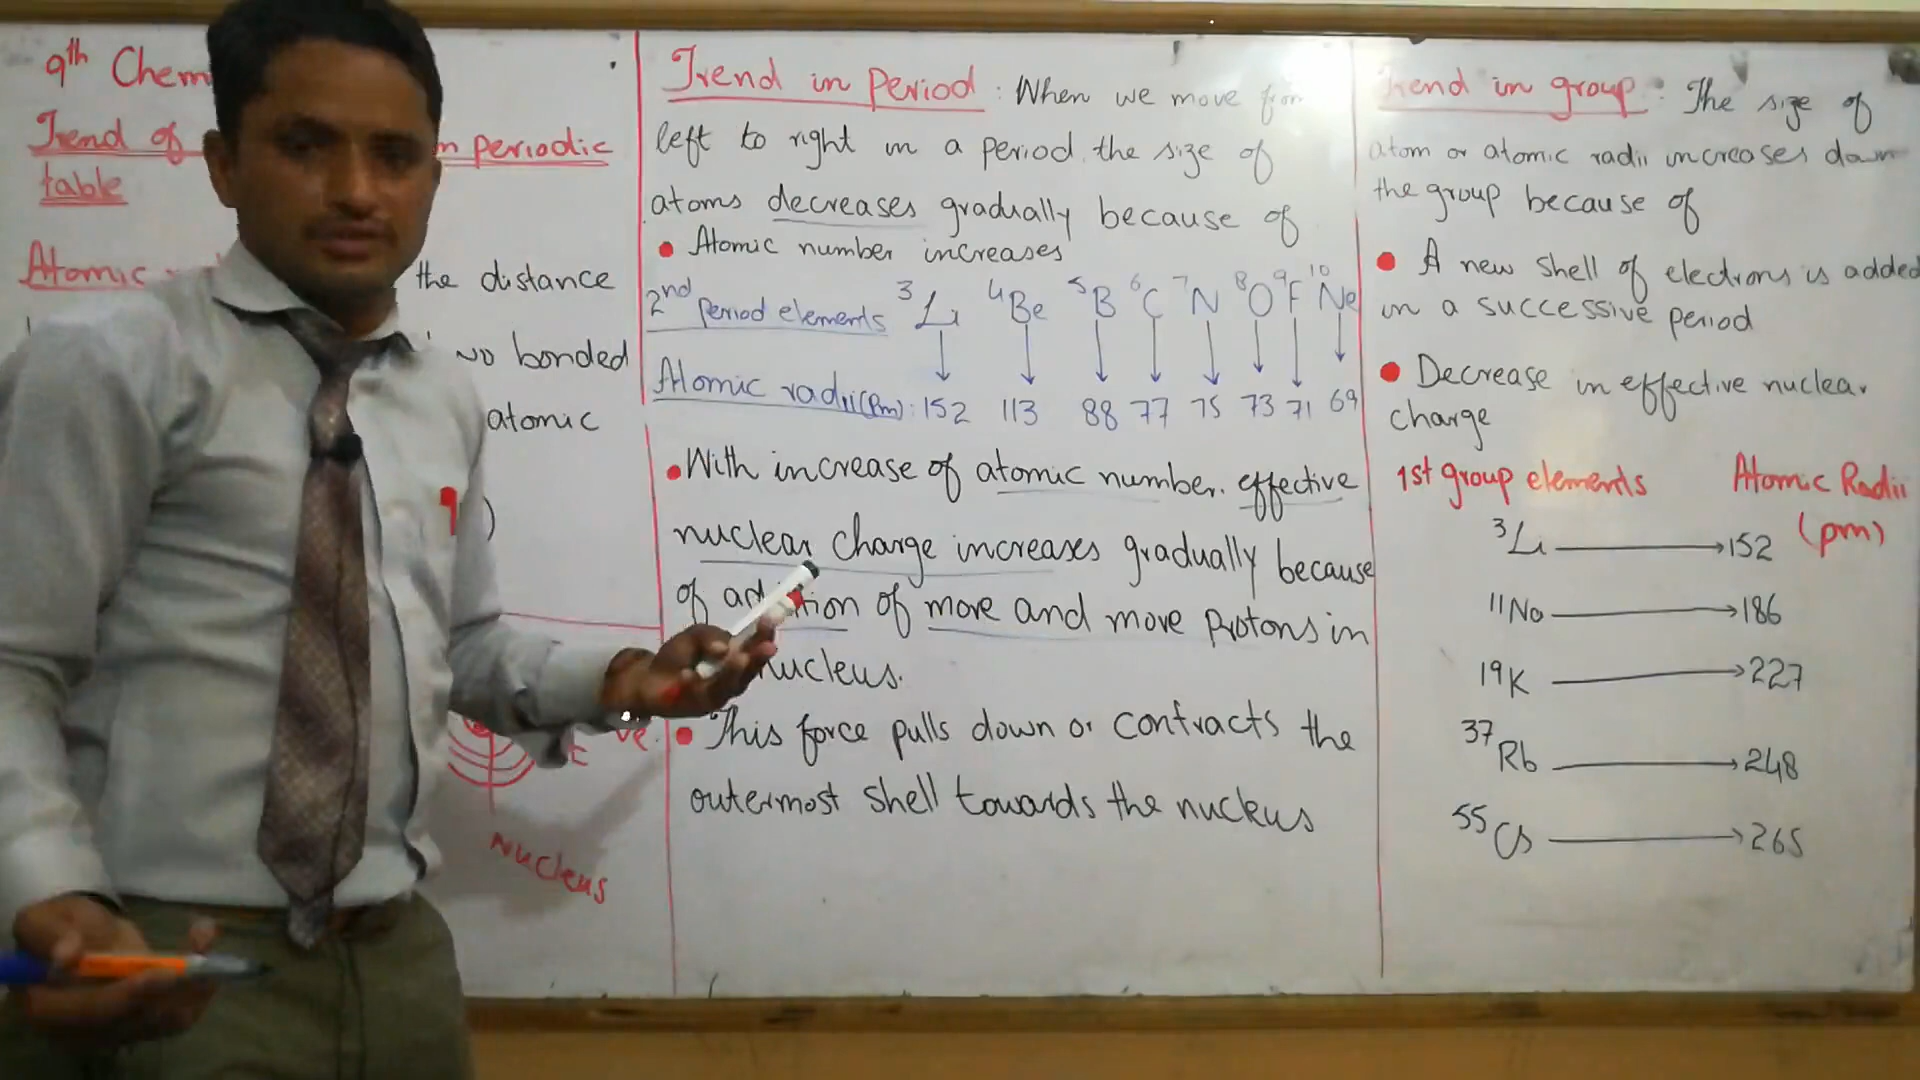 9th Chem
Trend of
n periodic
table
Atomic
the distance
No bonded
atomic
)
ve
Nucleus
Trend in Period : When we move from
left to right in a period the size of
atoms decreases gradually because of
• Atomic number increases
2nd Period elements 3Li 4Be 5B 6C 7N 8O 9F 10Ne
Atomic radii(Pm): 152 113 88 77 75 73 71 69
• With increase of atomic number. effective
nuclear charge increases gradually because
of addition of more and more protons in
nucleus.
• This force pulls down or contracts the
outermost shell towards the nucleus
Trend in group : The size of
atom or atomic radii increases down
the group because of
• A new shell of electrons is added
in a successive period
• Decrease in effective nuclear
charge
1st group elements Atomic Radii
(pm)
3Li 152
11Na 186
19K 227
37Rb 248
55Cs 265